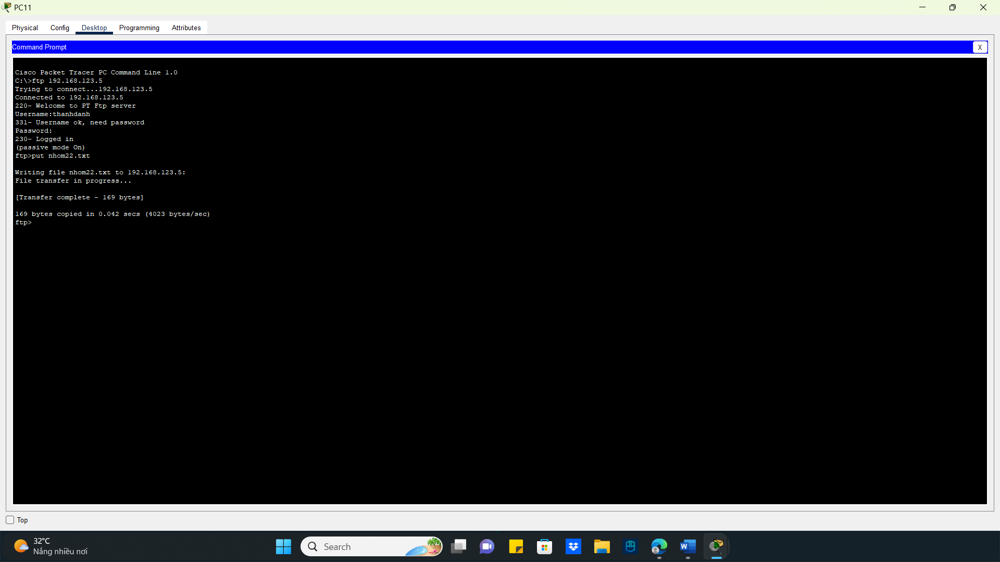 PC11
Physical Config Desktop Programming Attributes
Command Prompt
X
Cisco Packet Tracer PC Command Line 1.0
C:\>ftp 192.168.123.5
Trying to connect...192.168.123.5
Connected to 192.168.123.5
220- Welcome to PT Ftp server
Username:thanhdanh
331- Username ok, need password
Password:
230- Logged in
(passive mode On)
ftp>put nhom22.txt
Writing file nhom22.txt to 192.168.123.5:
File transfer in progress...
[Transfer complete - 169 bytes]
169 bytes copied in 0.042 secs (4023 bytes/sec)
ftp>
Top
32°C
Nắng nhiều nơi
Search
W